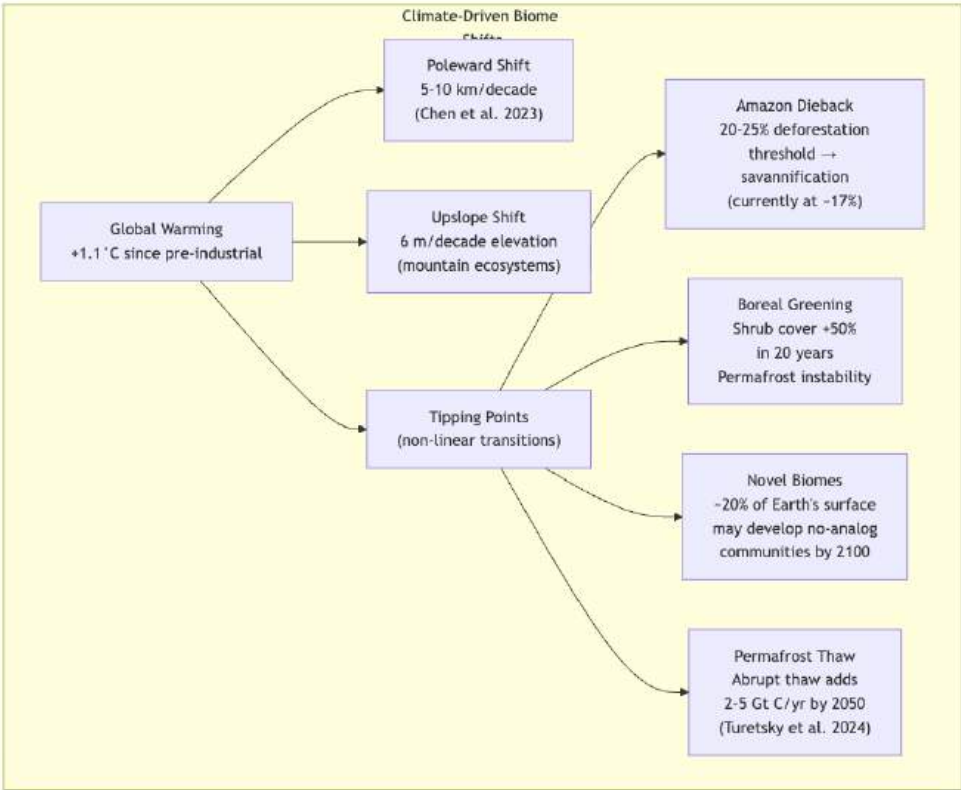 Climate-Driven Biome
Shifts
Poleward Shift
5-10 km/decade
(Chen et al. 2023)
Amazon Dieback
20-25% deforestation
threshold →
savannification
(currently at ~17%)
Global Warming
+1.1°C since pre-industrial
Upslope Shift
6 m/decade elevation
(mountain ecosystems)
Boreal Greening
Shrub cover +50%
in 20 years
Permafrost instability
Tipping Points
(non-linear transitions)
Novel Biomes
~20% of Earth's surface
may develop no-analog
communities by 2100
Permafrost Thaw
Abrupt thaw adds
2-5 Gt C/yr by 2050
(Turetsky et al. 2024)